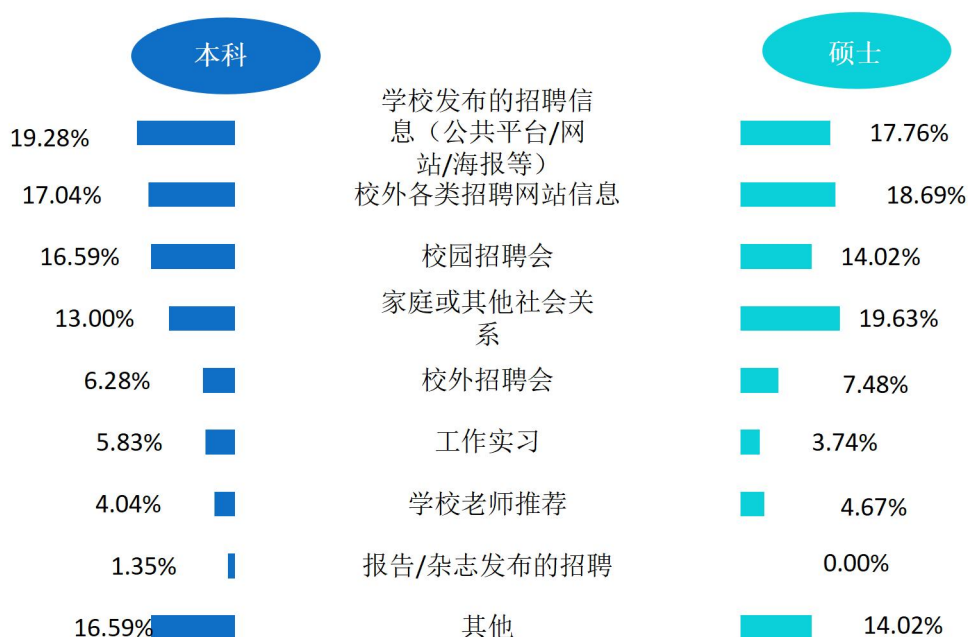 本科 硕士
学校发布的招聘信
19.28% 息（公共平台/网 17.76%
站/海报等）
17.04% 校外各类招聘网站信息 18.69%
16.59% 校园招聘会 14.02%
家庭或其他社会关
13.00% 系 19.63%
6.28% 校外招聘会 7.48%
5.83% 工作实习 3.74%
4.04% 学校老师推荐 4.67%
1.35% 报告/杂志发布的招聘 0.00%
16.59% 其他 14.02%